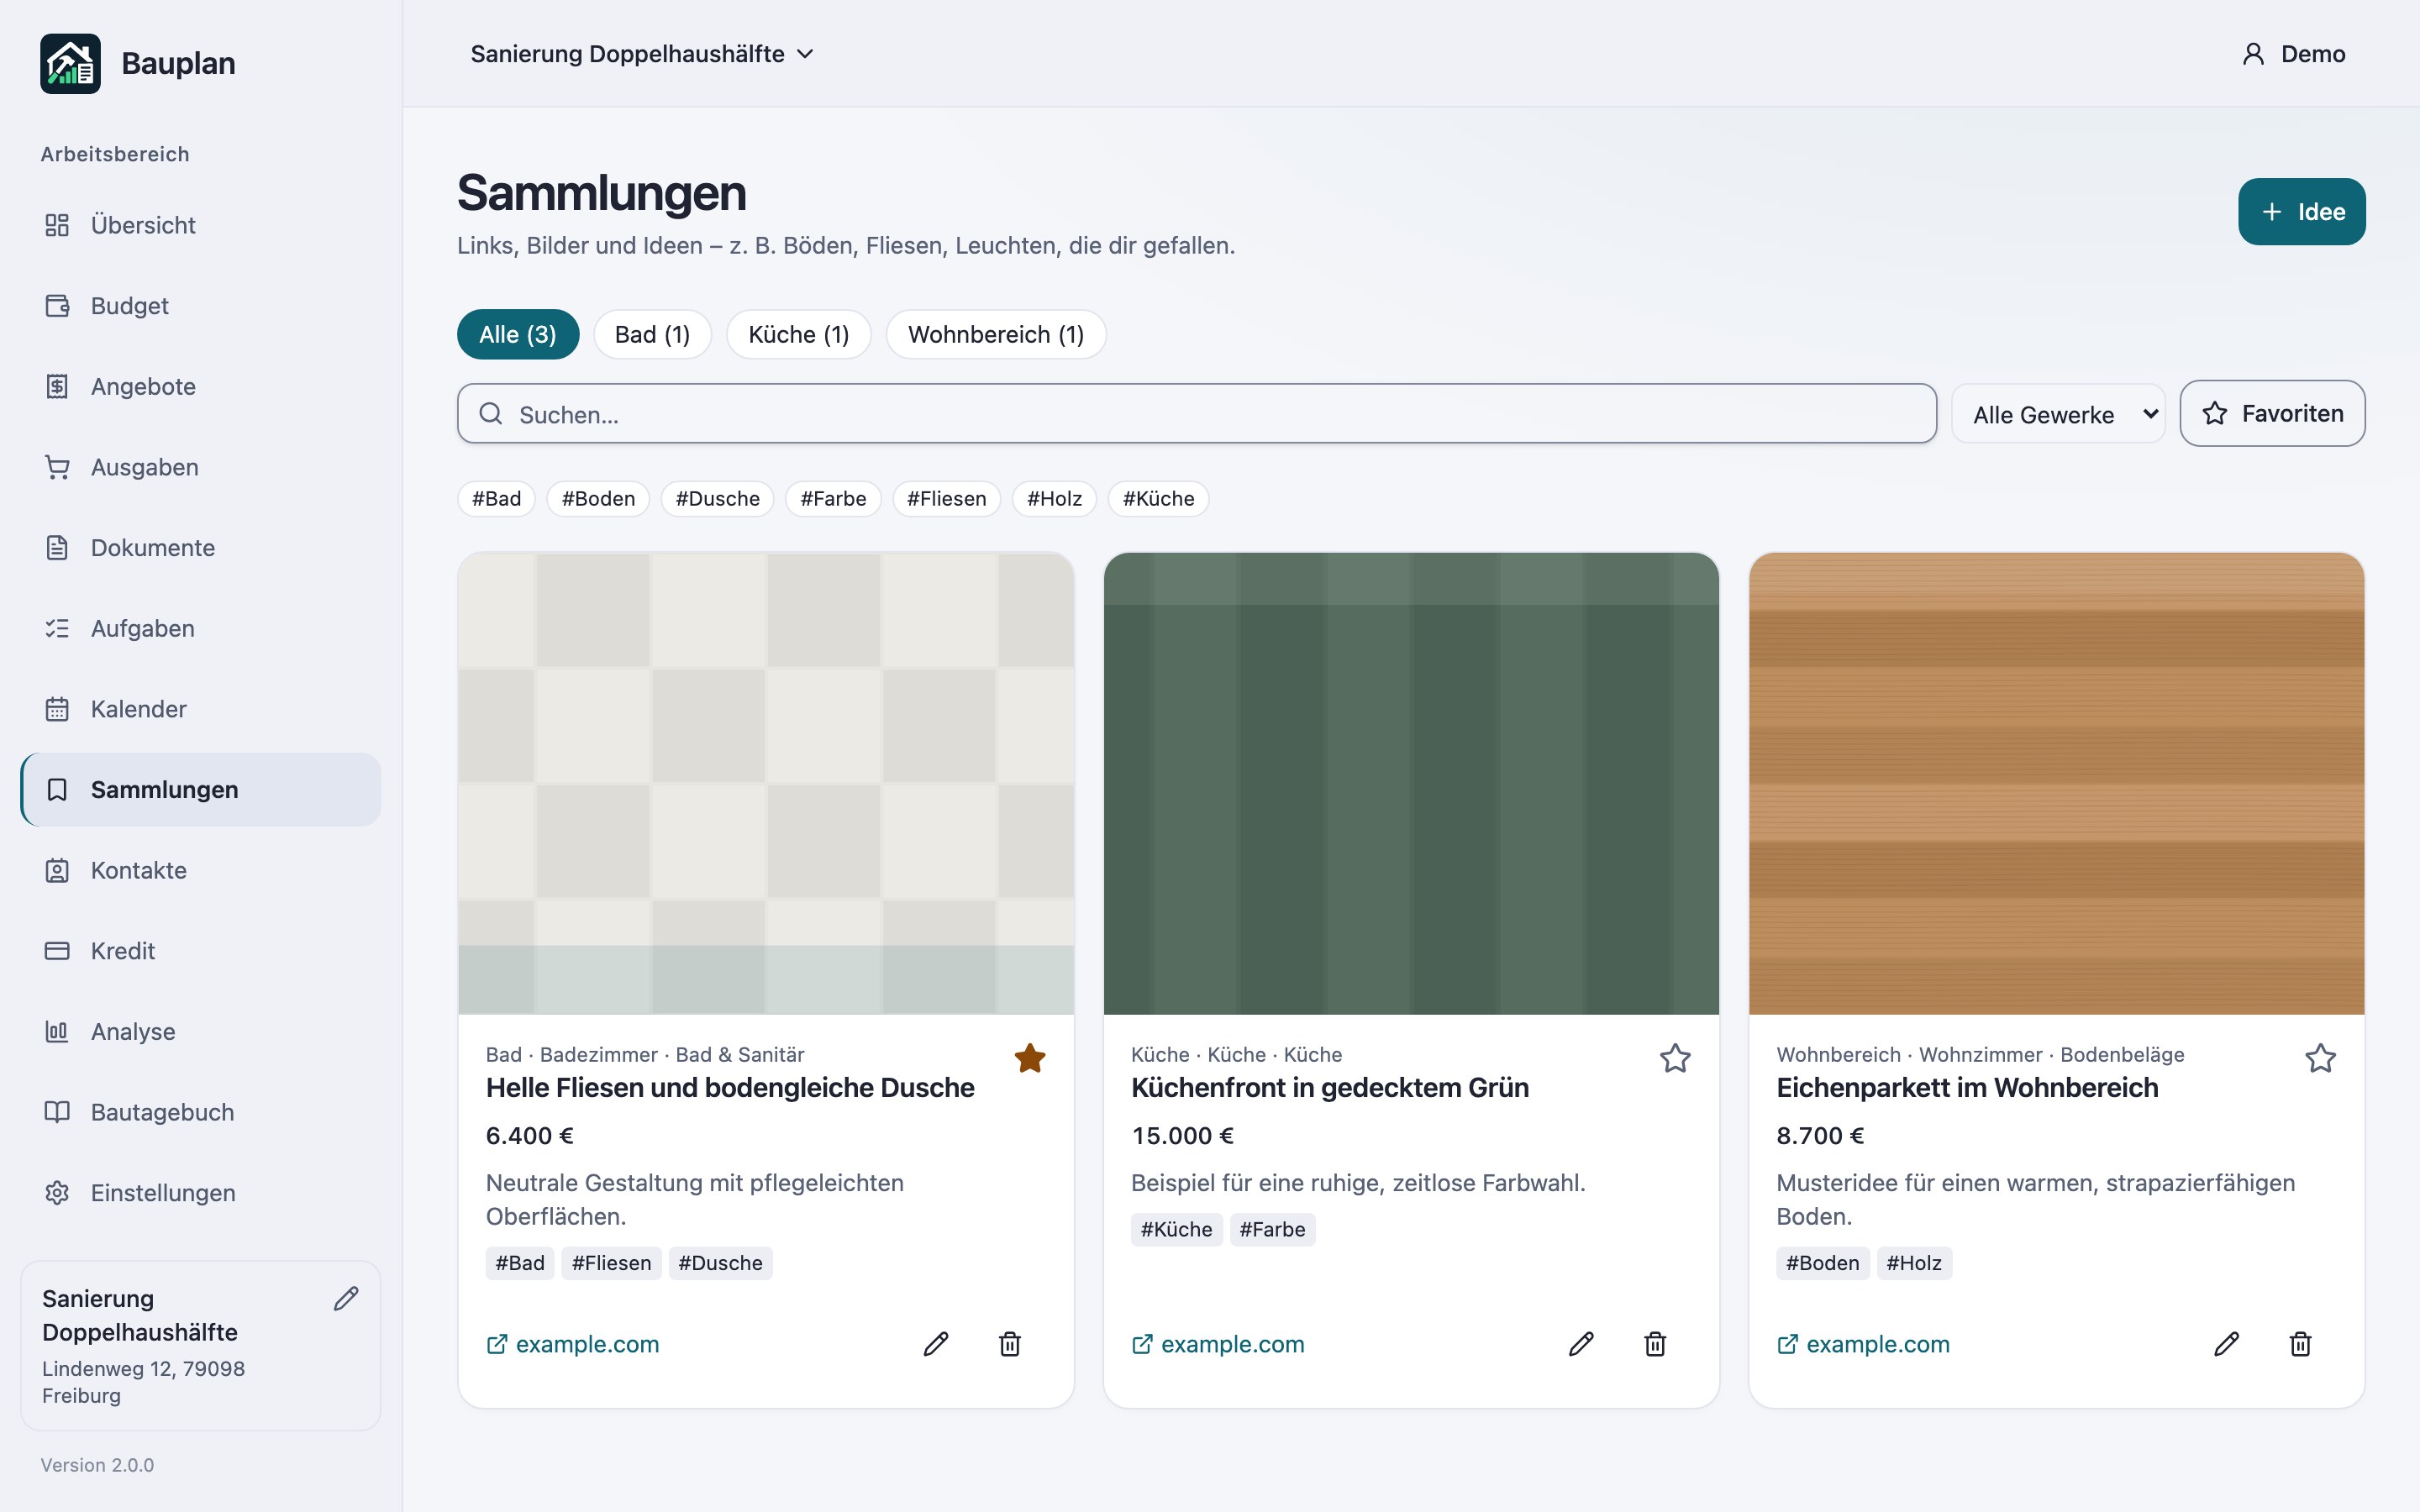 Bauplan
Arbeitsbereich
Übersicht
Budget
Angebote
Ausgaben
Dokumente
Aufgaben
Kalender
Sammlungen
Kontakte
Kredit
Analyse
Bautagebuch
Einstellungen
Sanierung
Doppelhaushälfte
Lindenweg 12, 79098
Freiburg
Version 2.0.0
Sanierung Doppelhaushälfte
Demo
Sammlungen
Links, Bilder und Ideen – z. B. Böden, Fliesen, Leuchten, die dir gefallen.
+ Idee
Alle (3) Bad (1) Küche (1) Wohnbereich (1)
Suchen... Alle Gewerke Favoriten
#Bad #Boden #Dusche #Farbe #Fliesen #Holz #Küche
Bad · Badezimmer · Bad & Sanitär
Helle Fliesen und bodengleiche Dusche
6.400 €
Neutrale Gestaltung mit pflegeleichten
Oberflächen.
#Bad #Fliesen #Dusche
example.com
Küche · Küche · Küche
Küchenfront in gedecktem Grün
15.000 €
Beispiel für eine ruhige, zeitlose Farbwahl.
#Küche #Farbe
example.com
Wohnbereich · Wohnzimmer · Bodenbeläge
Eichenparkett im Wohnbereich
8.700 €
Musteridee für einen warmen, strapazierfähigen
Boden.
#Boden #Holz
example.com